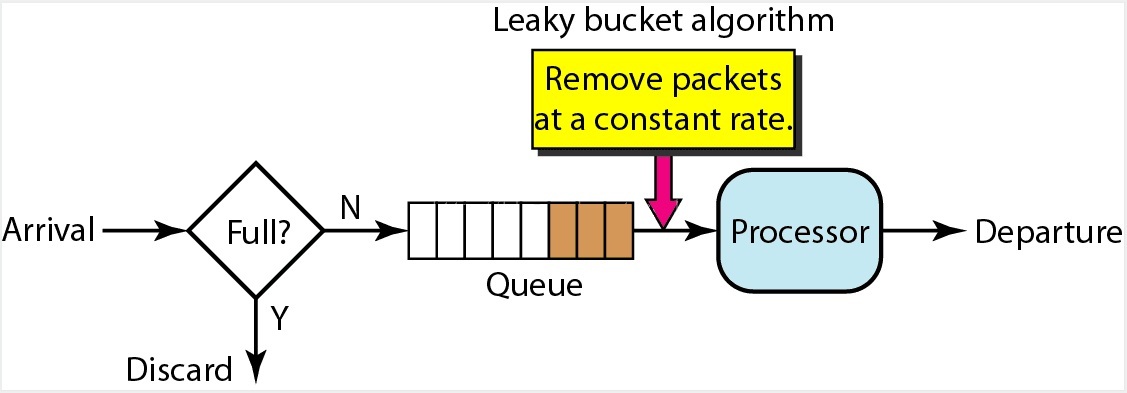 Leaky bucket algorithm
Remove packets
at a constant rate.
Arrival
Full?
N
Queue
Processor
Departure
Y
Discard